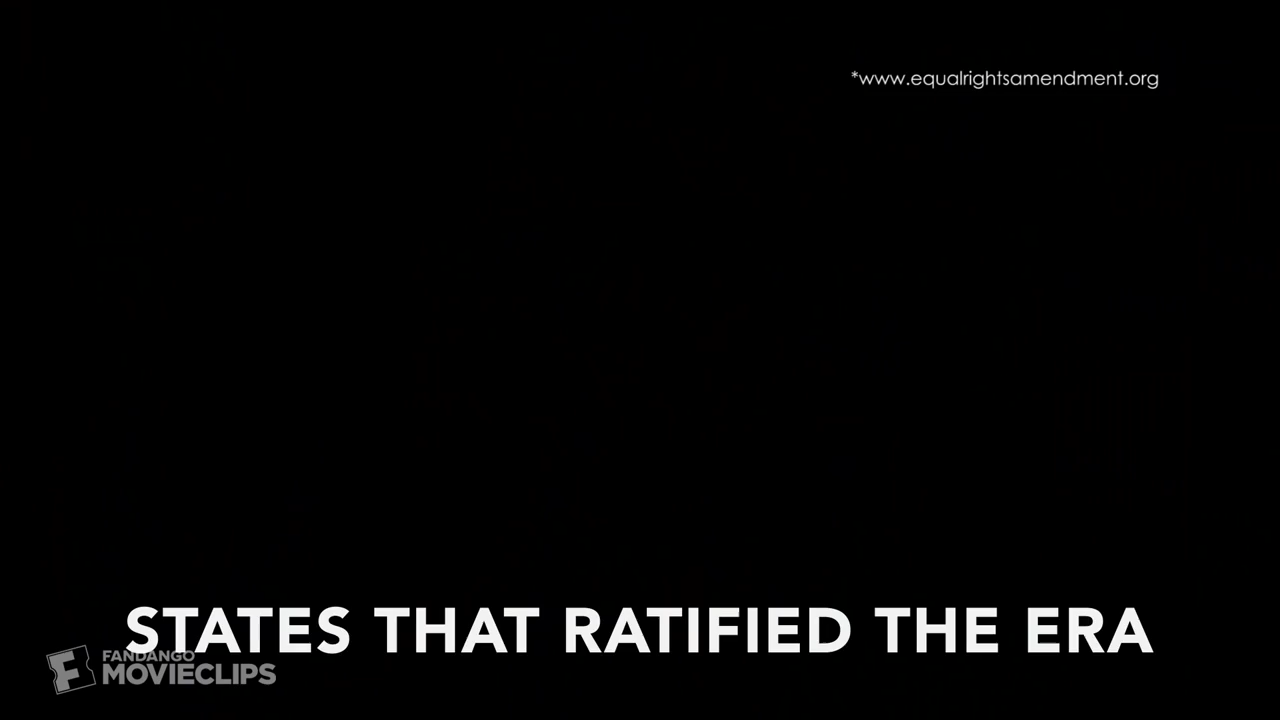 *www.equalrightsamendment.org
STATES THAT RATIFIED THE ERA
FANDANGO
MOVIECLIPS